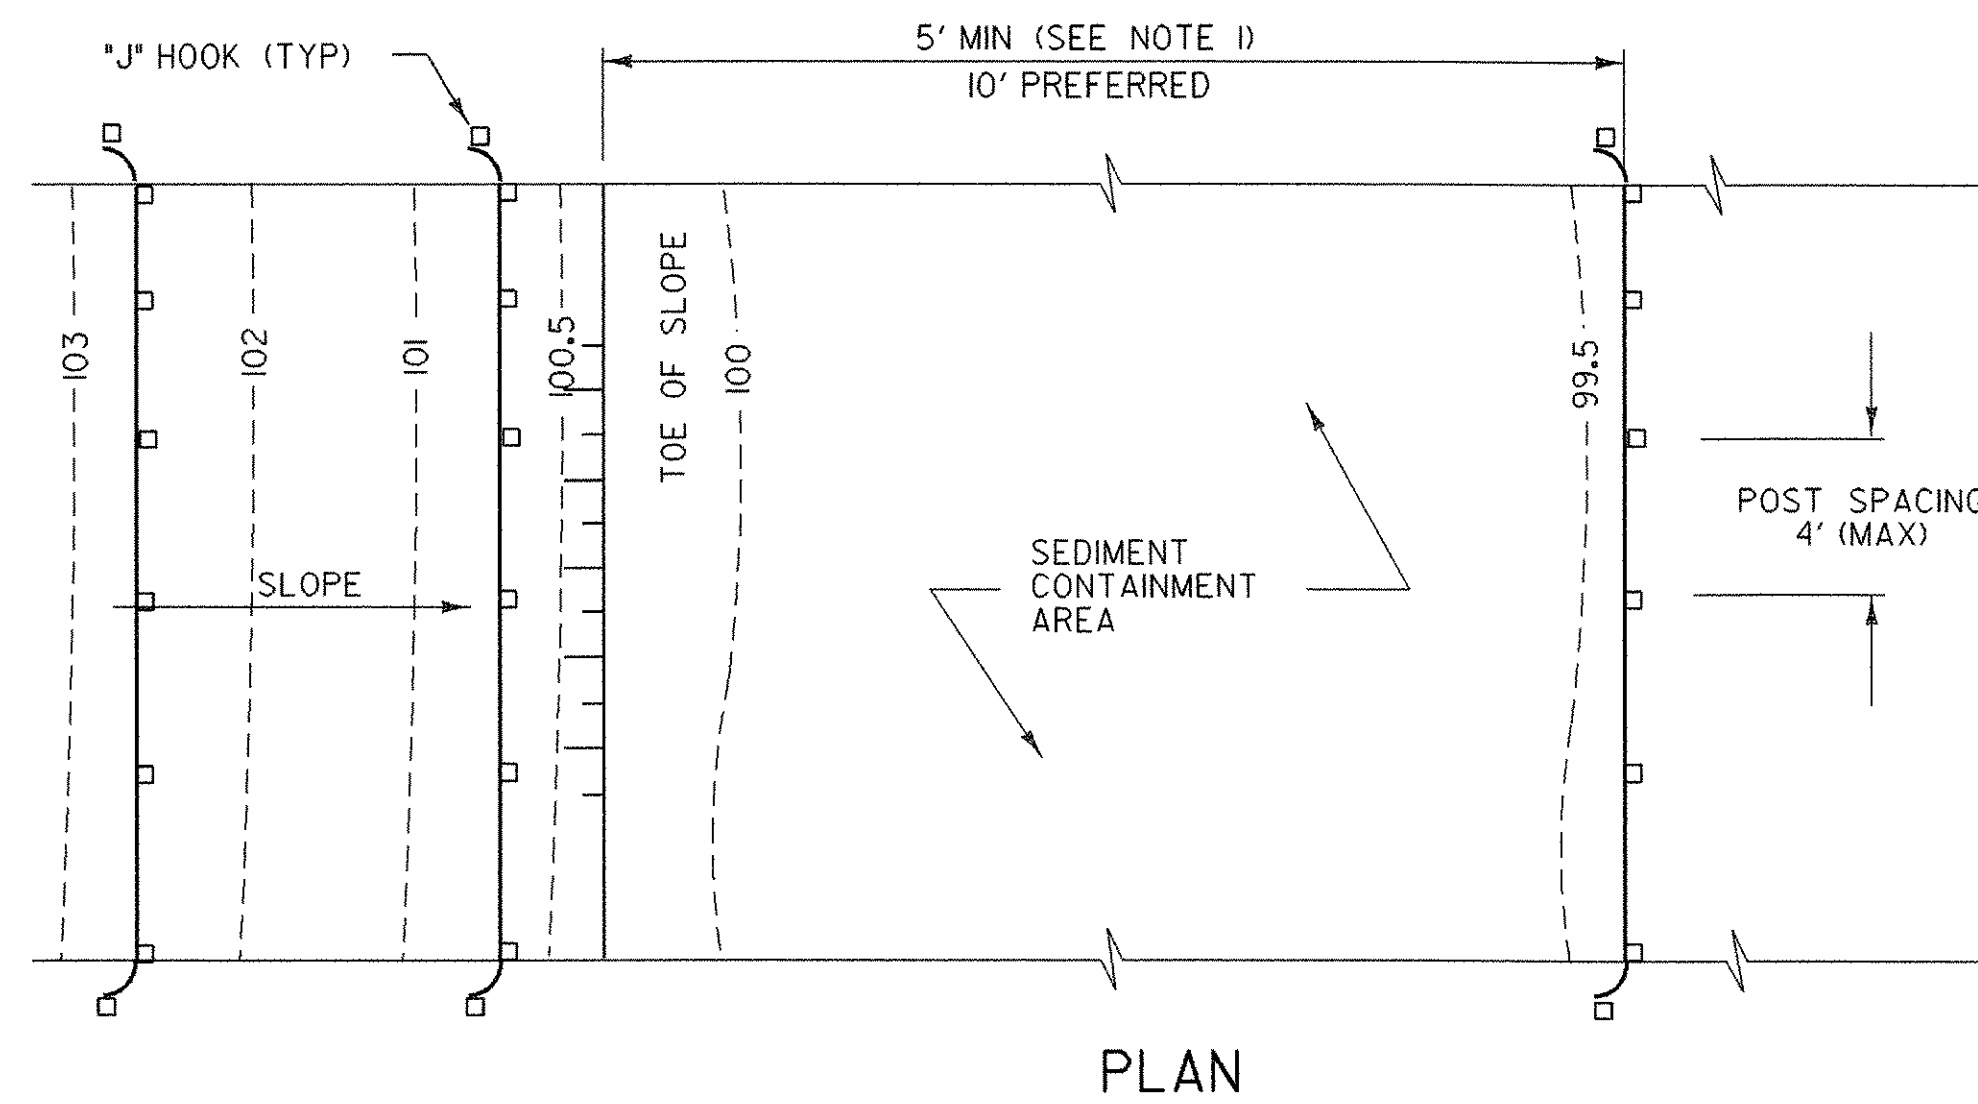 "J" HOOK (TYP)
5' MIN (SEE NOTE 1)
10' PREFERRED
103
102
101
100.5
TOE OF SLOPE
100
99.5
SLOPE
SEDIMENT
CONTAINMENT
AREA
POST SPACING
4' (MAX)
PLAN